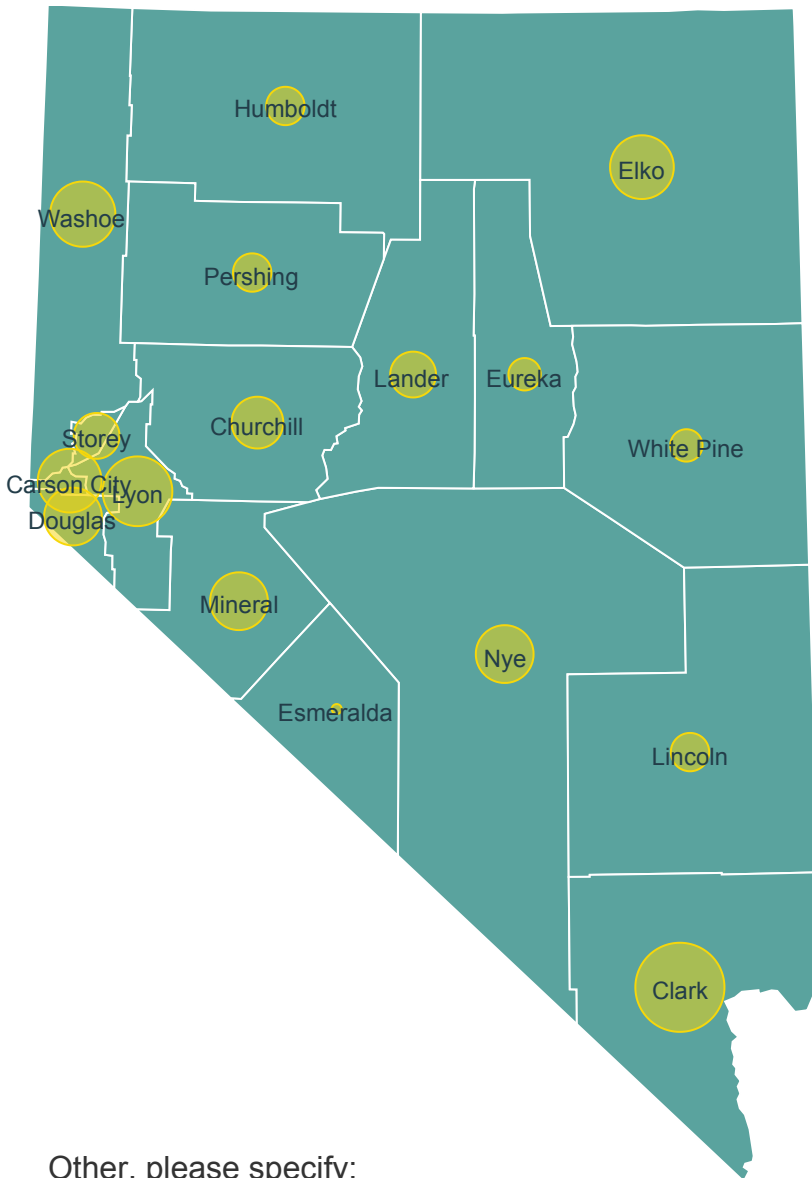 Humboldt
Elko
Washoe
Pershing
Lander
Eureka
Churchill
Storey
White Pine
Carson City
Lyon
Douglas
Mineral
Nye
Esmeralda
Lincoln
Clark
Other, please specify: